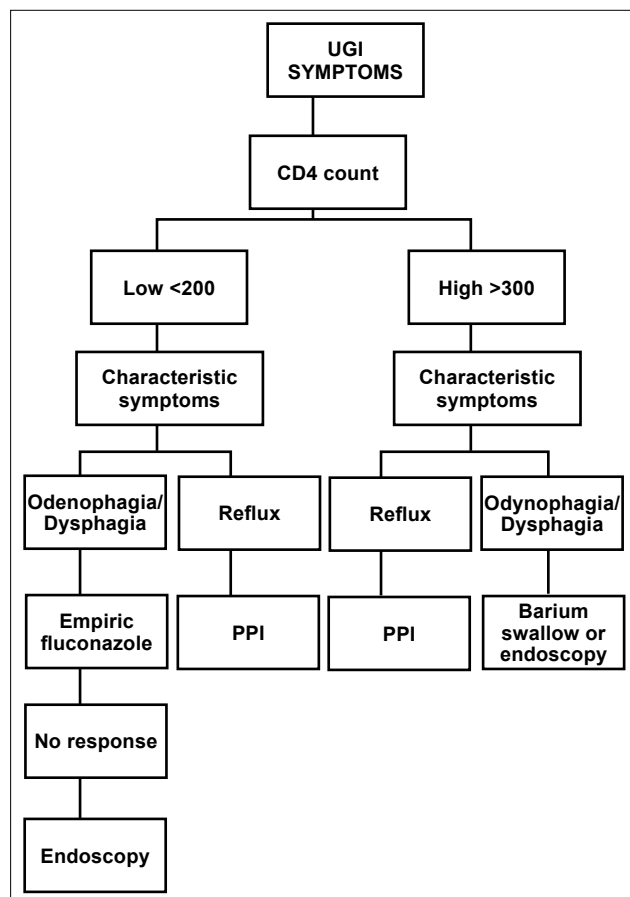 UGI
SYMPTOMS
CD4 count
Low <200
High >300
Characteristic
symptoms
Characteristic
symptoms
Odenophagia/
Dysphagia
Reflux
Reflux
Odynophagia/
Dysphagia
Empiric
fluconazole
PPI
PPI
Barium
swallow or
endoscopy
No response
Endoscopy